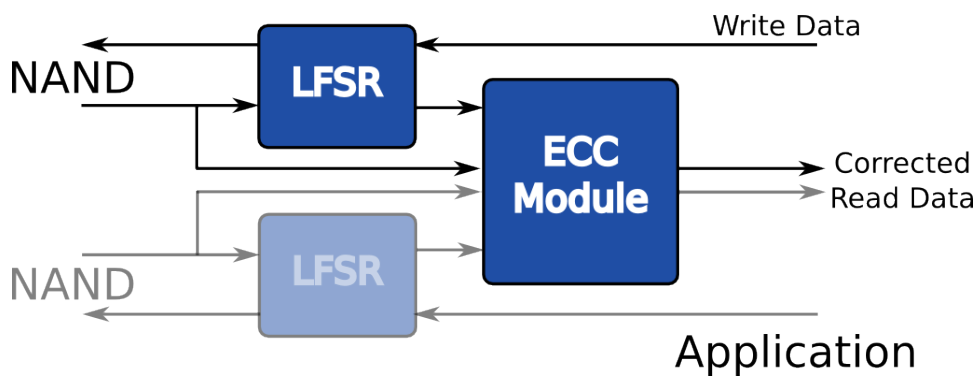 Write Data
NAND
LFSR
ECC
Module
Corrected
Read Data
NAND
LFSR
Application